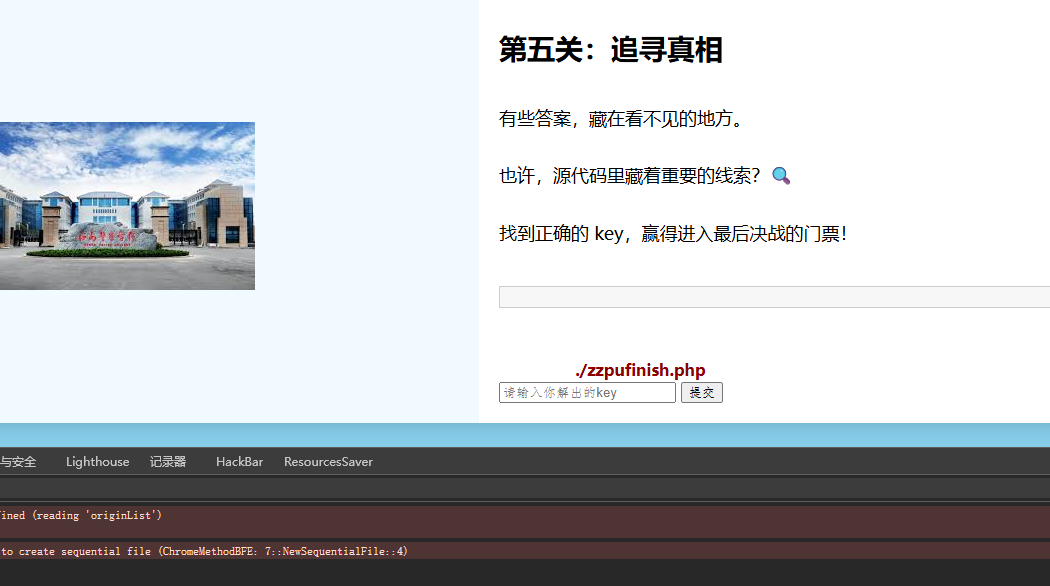 第五关：追寻真相
有些答案，藏在看不见的地方。
也许，源代码里藏着重要的线索？
找到正确的 key，赢得进入最后决战的门票！
./zzpufinish.php
请输入你解出的key
提交
与安全 Lighthouse 记录器 HackBar ResourcesSaver
ined (reading 'originList')
to create sequential file (ChromeMethodBFE: 7::NewSequentialFile::4)